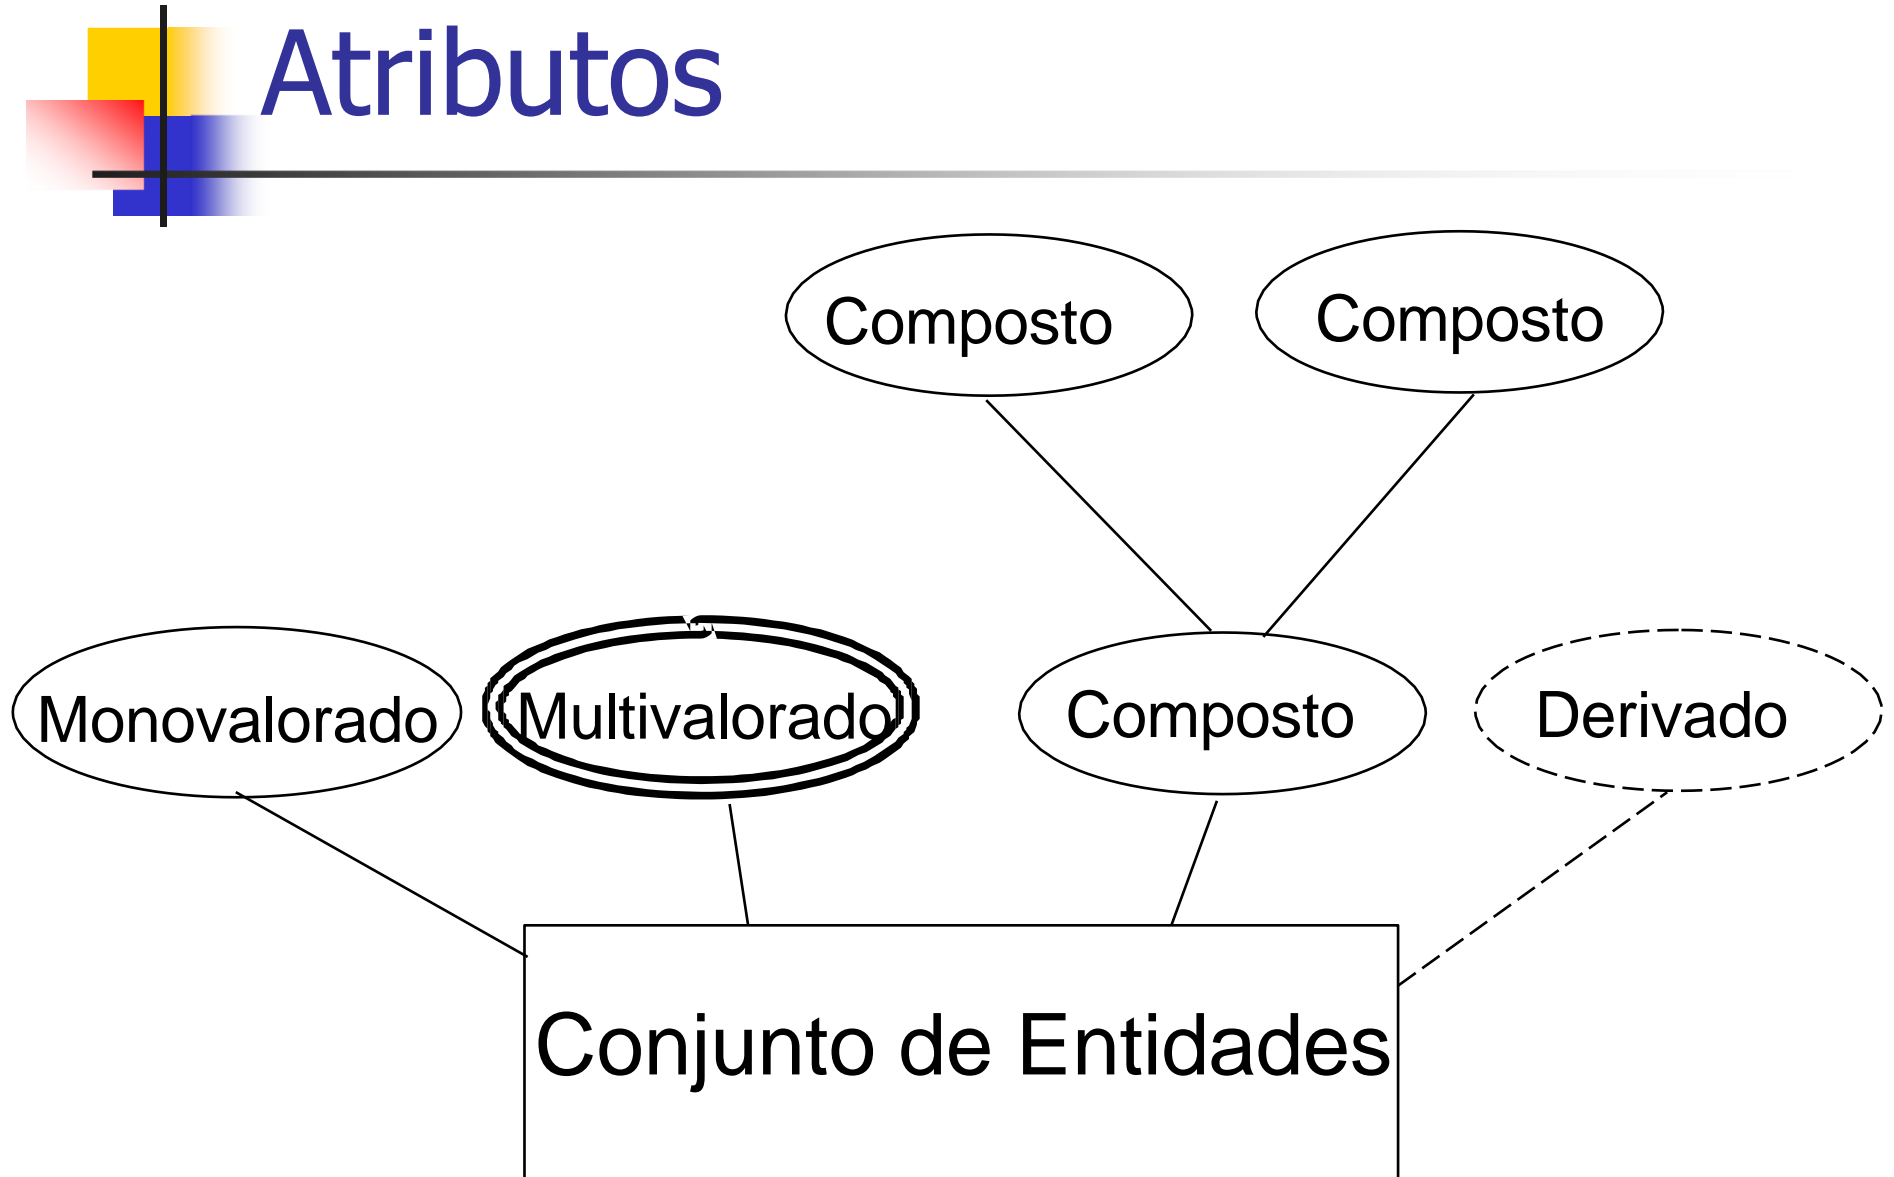 Atributos
Composto
Composto
Monovalorado
Multivalorado
Composto
Derivado
Conjunto de Entidades